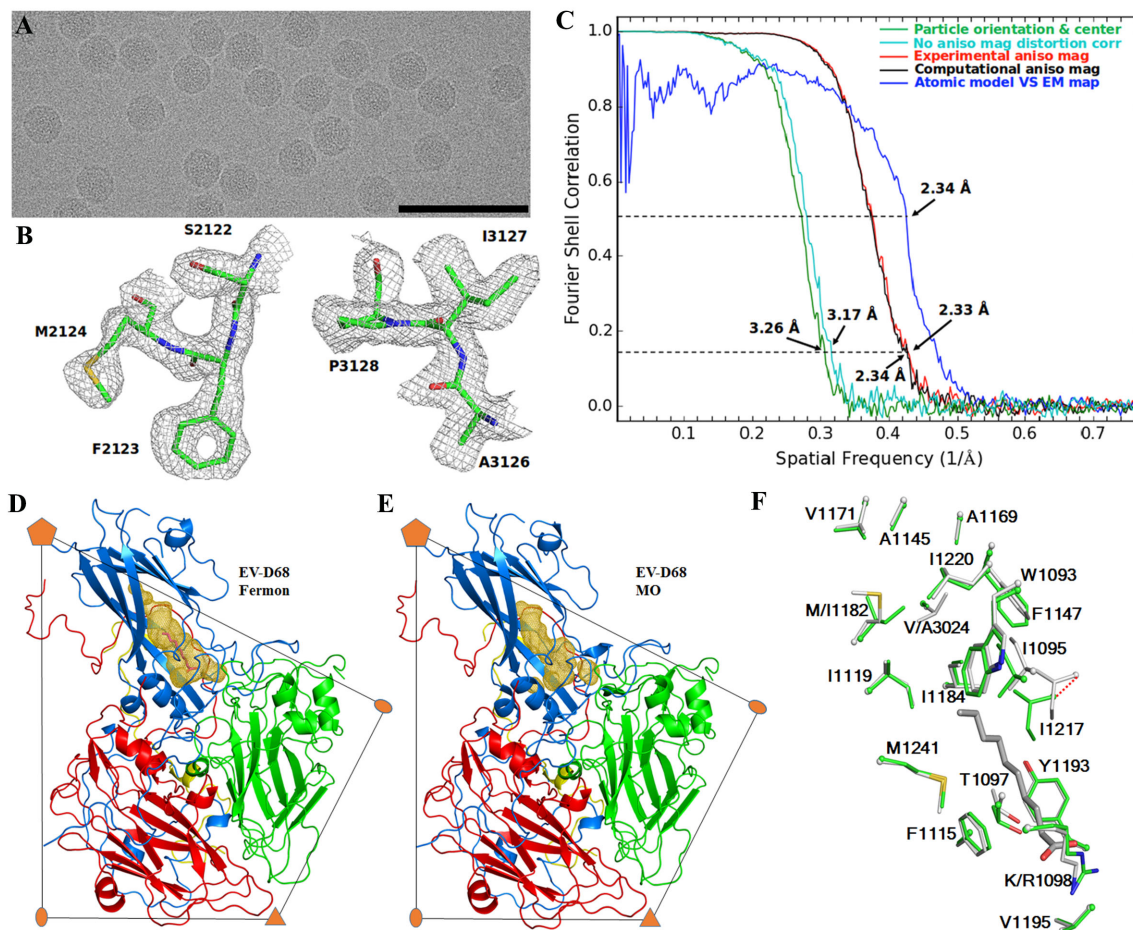 A
B
S2122
M2124
F2123
I3127
P3128
A3126
C
Fourier Shell Correlation
1.0
0.8
0.6
0.4
0.2
0.0
Particle orientation & center
No aniso mag distortion corr
Experimental aniso mag
Computational aniso mag
Atomic model VS EM map
2.34 Å
3.26 Å
3.17 Å
2.33 Å
2.34 Å
0.1
0.2
0.3
0.4
0.5
0.6
0.7
Spatial Frequency (1/Å)
D
EV-D68
Fermon
E
EV-D68
MO
F
V1171
A1145
A1169
I1220
W1093
M/I1182
V//A3024
F1147
I1095
I1119
I1184
I1217
M1241
Y1193
T1097
F1115
K/R1098
V1195